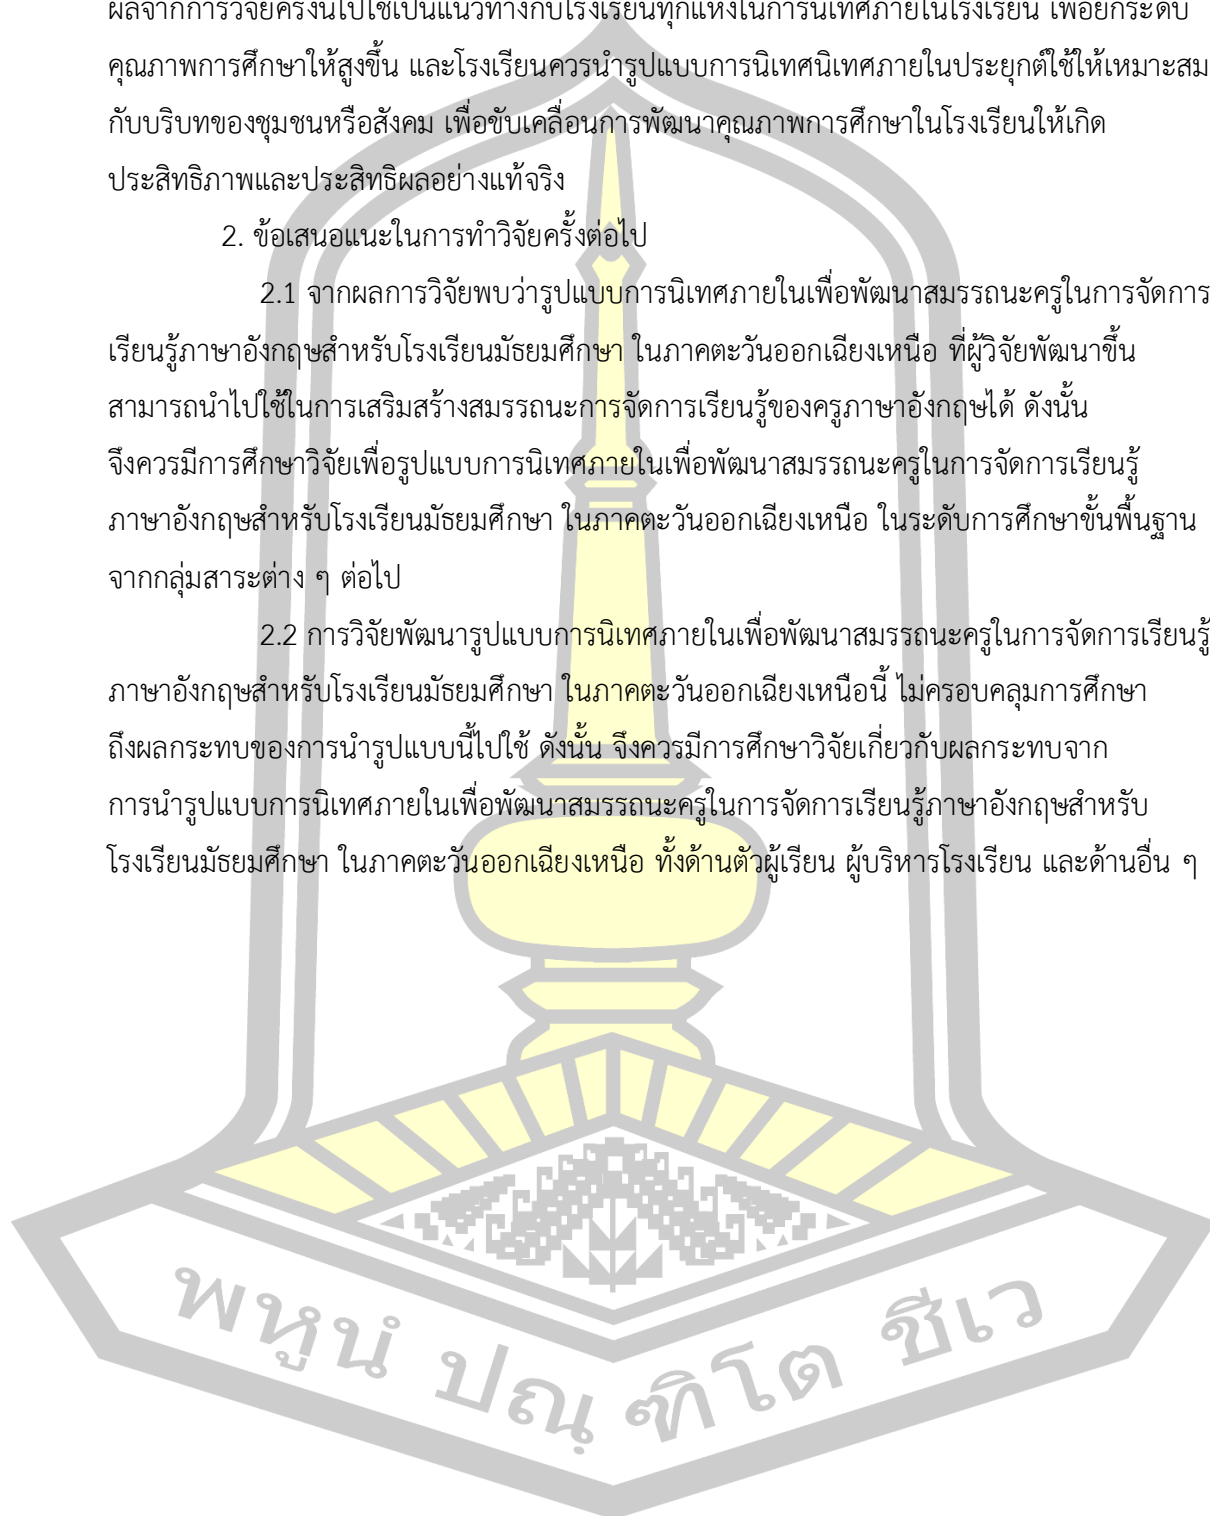 ผลจากการวิจัยครั้งนี้ไปใช้เป็นแนวทางกับโรงเรียนทุกแห่งในการนิเทศภายในโรงเรียน เพื่อยกระดับ
คุณภาพการศึกษาให้สูงขึ้น และโรงเรียนควรนำรูปแบบการนิเทศนิเทศภายในประยุกต์ใช้ให้เหมาะสม
กับบริบทของชุมชนหรือสังคม เพื่อขับเคลื่อนการพัฒนาคุณภาพการศึกษาในโรงเรียนให้เกิด
ประสิทธิภาพและประสิทธิผลอย่างแท้จริง
2. ข้อเสนอแนะในการทำวิจัยครั้งต่อไป
2.1 จากผลการวิจัยพบว่ารูปแบบการนิเทศภายในเพื่อพัฒนาสมรรถนะครูในการจัดการ
เรียนรู้ภาษาอังกฤษสำหรับโรงเรียนมัธยมศึกษา ในภาคตะวันออกเฉียงเหนือ ที่ผู้วิจัยพัฒนาขึ้น
สามารถนำไปใช้ในการเสริมสร้างสมรรถนะการจัดการเรียนรู้ของครูภาษาอังกฤษได้ ดังนั้น
จึงควรมีการศึกษาวิจัยเพื่อรูปแบบการนิเทศภายในเพื่อพัฒนาสมรรถนะครูในการจัดการเรียนรู้
ภาษาอังกฤษสำหรับโรงเรียนมัธยมศึกษา ในภาคตะวันออกเฉียงเหนือ ในระดับการศึกษาขั้นพื้นฐาน
จากกลุ่มสาระต่าง ๆ ต่อไป
2.2 การวิจัยพัฒนารูปแบบการนิเทศภายในเพื่อพัฒนาสมรรถนะครูในการจัดการเรียนรู้
ภาษาอังกฤษสำหรับโรงเรียนมัธยมศึกษา ในภาคตะวันออกเฉียงเหนือนี้ ไม่ครอบคลุมการศึกษา
ถึงผลกระทบของการนำรูปแบบนี้ไปใช้ ดังนั้น จึงควรมีการศึกษาวิจัยเกี่ยวกับผลกระทบจาก
การนำรูปแบบการนิเทศภายในเพื่อพัฒนาสมรรถนะครูในการจัดการเรียนรู้ภาษาอังกฤษสำหรับ
โรงเรียนมัธยมศึกษา ในภาคตะวันออกเฉียงเหนือ ทั้งด้านตัวผู้เรียน ผู้บริหารโรงเรียน และด้านอื่น ๆ
พหูนํ ปณฺฑิโต ชีเว